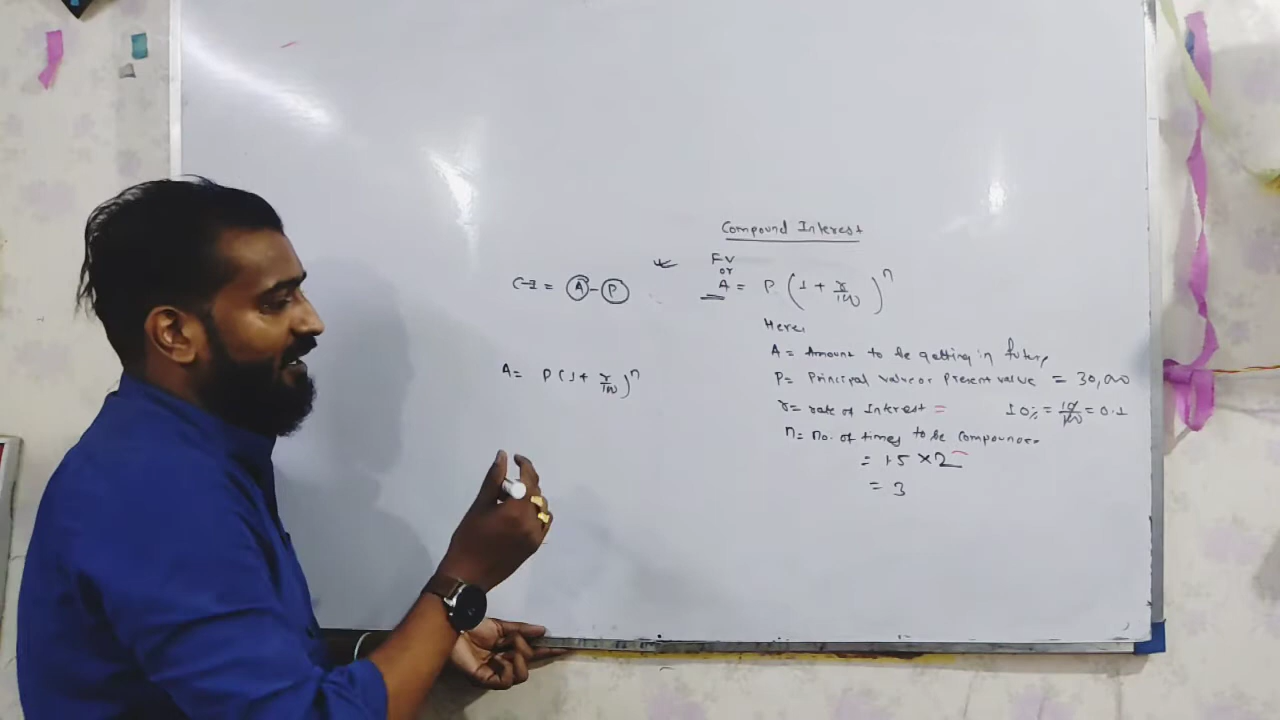 Compound Interest
FV
or
A = P (1 + r/100)^n
C-I = A - P
Here,
A = Amount to be getting in future
P = Principal value or Present value = 30,000
A = P(1 + r/100)^n
r = rate of Interest = 10% = 10/100 = 0.1
n = no. of times to be compounded
= 1.5 × 2
= 3